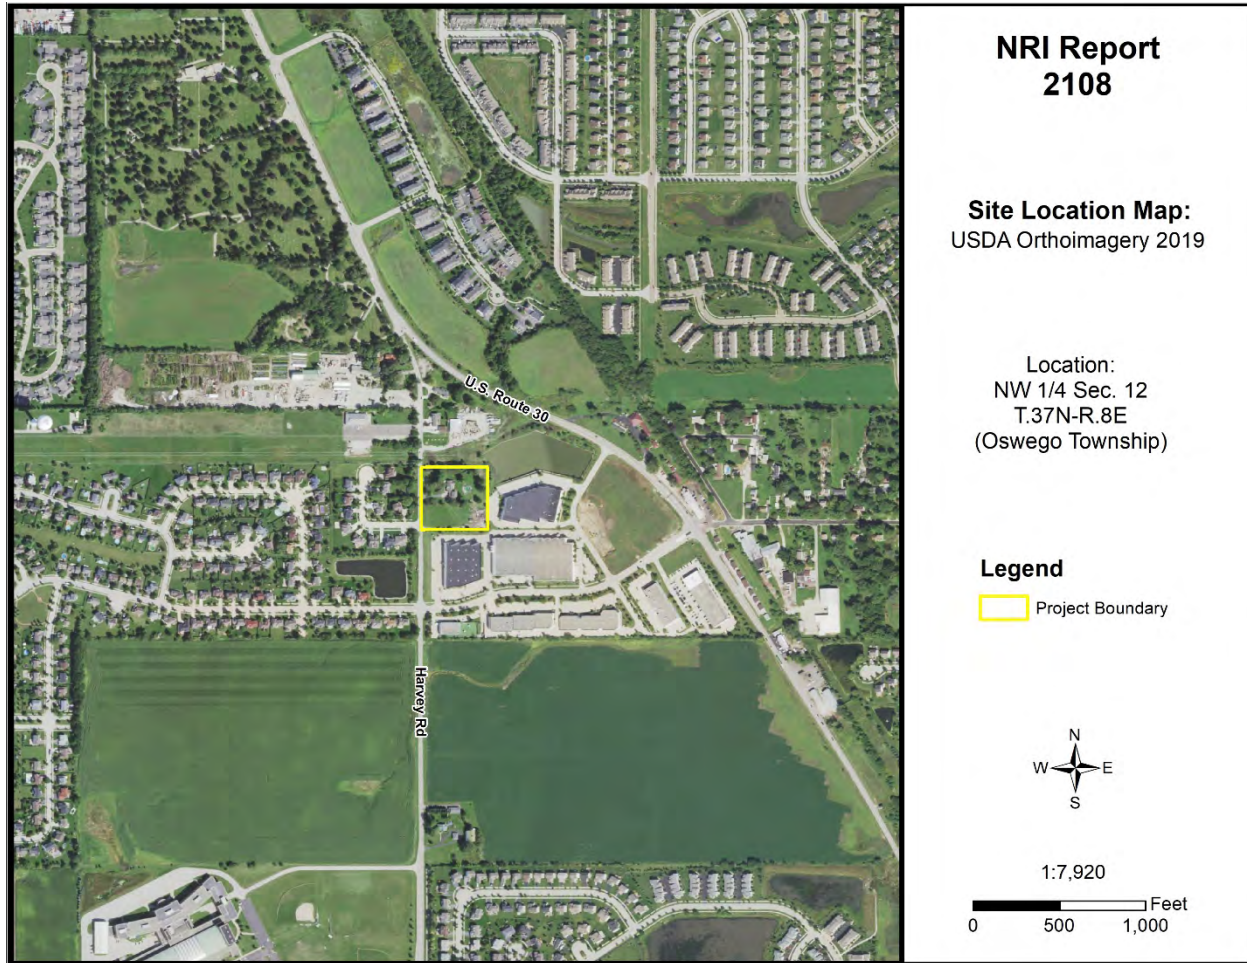 NRI Report
2108
Site Location Map:
USDA Orthoimagery 2019
Location:
NW 1/4 Sec. 12
T.37N-R.8E
(Oswego Township)
U.S. Route 30
Harvey Rd
Legend
Project Boundary
N
W E
S
1:7,920
Feet
0 500 1,000